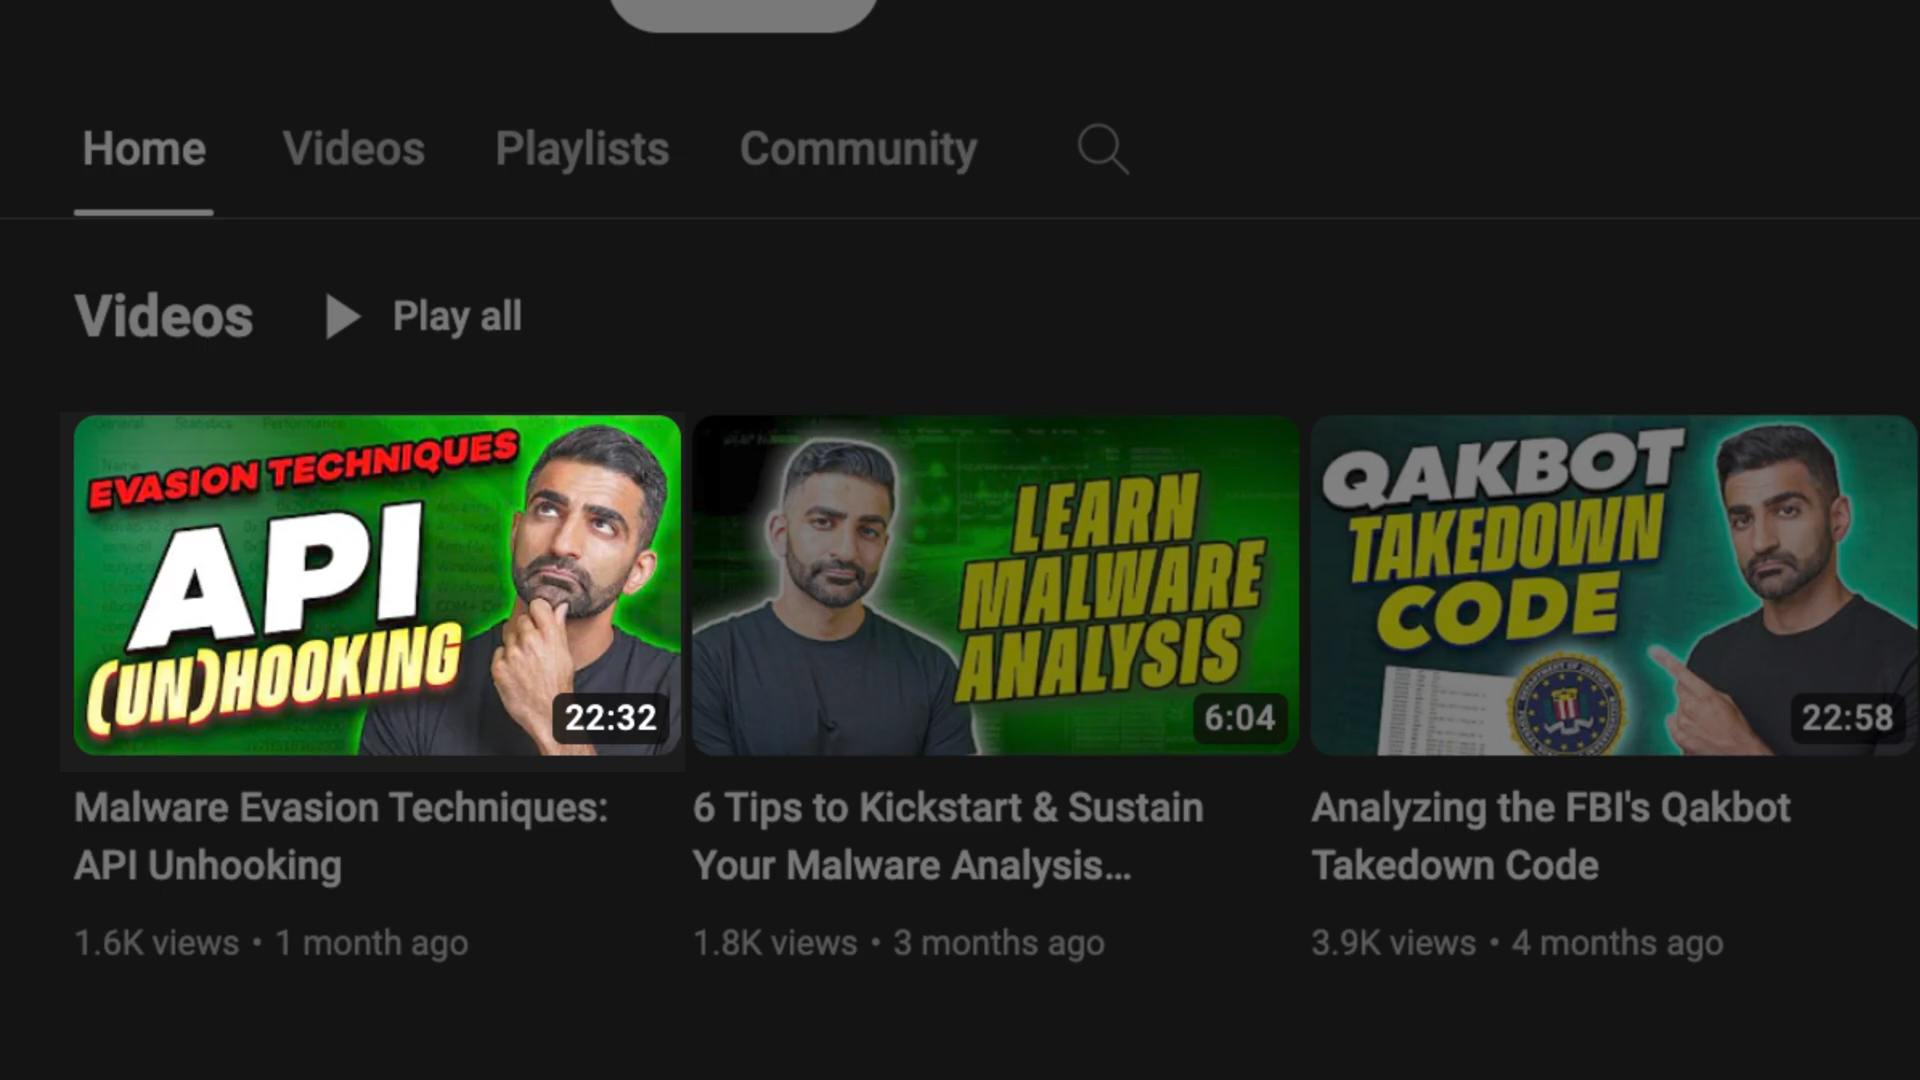 Home Videos Playlists Community
Videos Play all
EVASION TECHNIQUES
API
(UN)HOOKING
22:32
LEARN
MALWARE
ANALYSIS
6:04
QAKBOT
TAKEDOWN
CODE
22:58
Malware Evasion Techniques:
API Unhooking
1.6K views • 1 month ago
6 Tips to Kickstart & Sustain
Your Malware Analysis...
1.8K views • 3 months ago
Analyzing the FBI's Qakbot
Takedown Code
3.9K views • 4 months ago